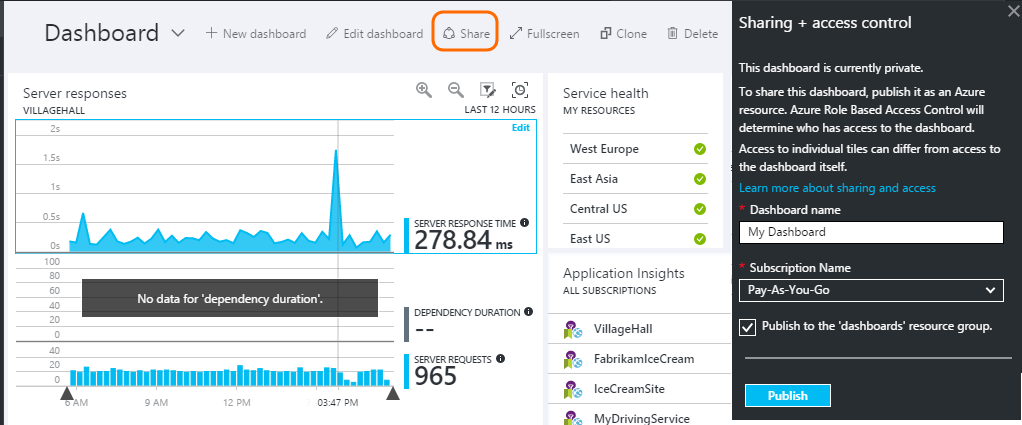 Dashboard
New dashboard
Edit dashboard
Share
Fullscreen
Clone
Delete
Server responses
VILLAGEHALL
LAST 12 HOURS
Edit
2s
1.5s
1s
0.5s
0s
SERVER RESPONSE TIME
278.84 ms
100
80
60
40
20
0
No data for 'dependency duration'.
DEPENDENCY DURATION
--
40
20
0
SERVER REQUESTS
965
6 AM
9 AM
12 PM
03:47 PM
Service health
MY RESOURCES
West Europe
East Asia
Central US
East US
Application Insights
ALL SUBSCRIPTIONS
VillageHall
FabrikamIceCream
IceCreamSite
MyDrivingService
Sharing + access control
This dashboard is currently private.
To share this dashboard, publish it as an Azure
resource. Azure Role Based Access Control will
determine who has access to the dashboard.
Access to individual tiles can differ from access to
the dashboard itself.
Learn more about sharing and access
* Dashboard name
My Dashboard
* Subscription Name
Pay-As-You-Go
Publish to the 'dashboards' resource group.
Publish